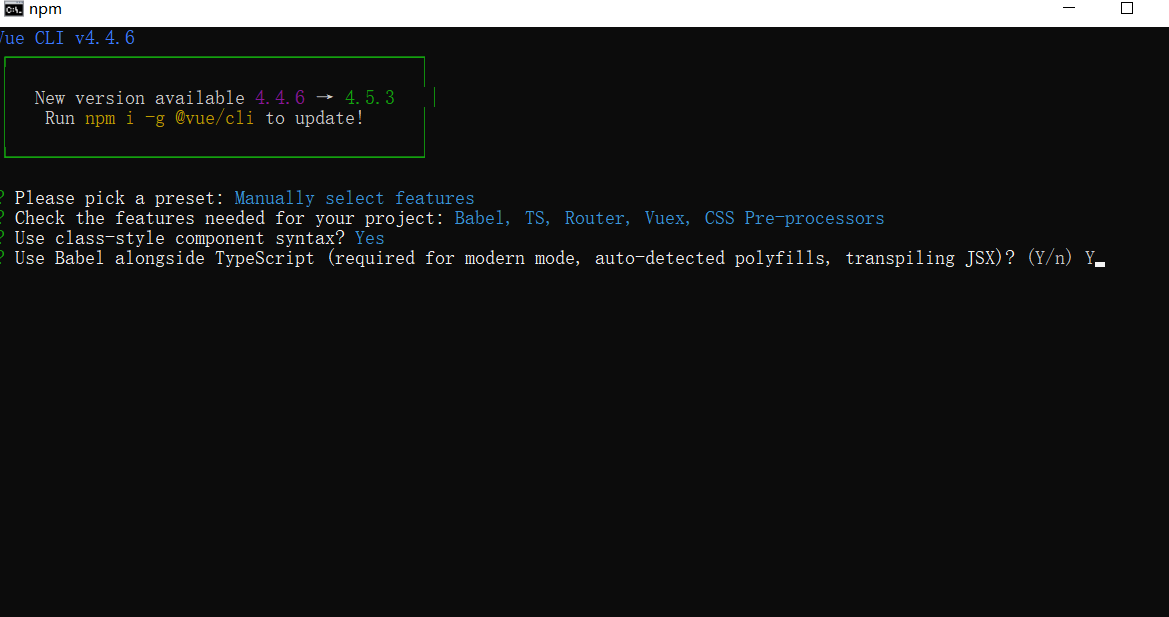 npm
Vue CLI v4.4.6
New version available 4.4.6 → 4.5.3
Run npm i -g @vue/cli to update!
? Please pick a preset: Manually select features
? Check the features needed for your project: Babel, TS, Router, Vuex, CSS Pre-processors
? Use class-style component syntax? Yes
? Use Babel alongside TypeScript (required for modern mode, auto-detected polyfills, transpiling JSX)? (Y/n) Y